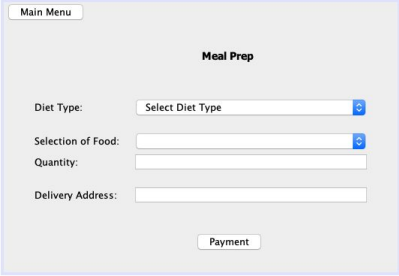 Main Menu
Meal Prep
Diet Type: Select Diet Type
Selection of Food:
Quantity:
Delivery Address:
Payment